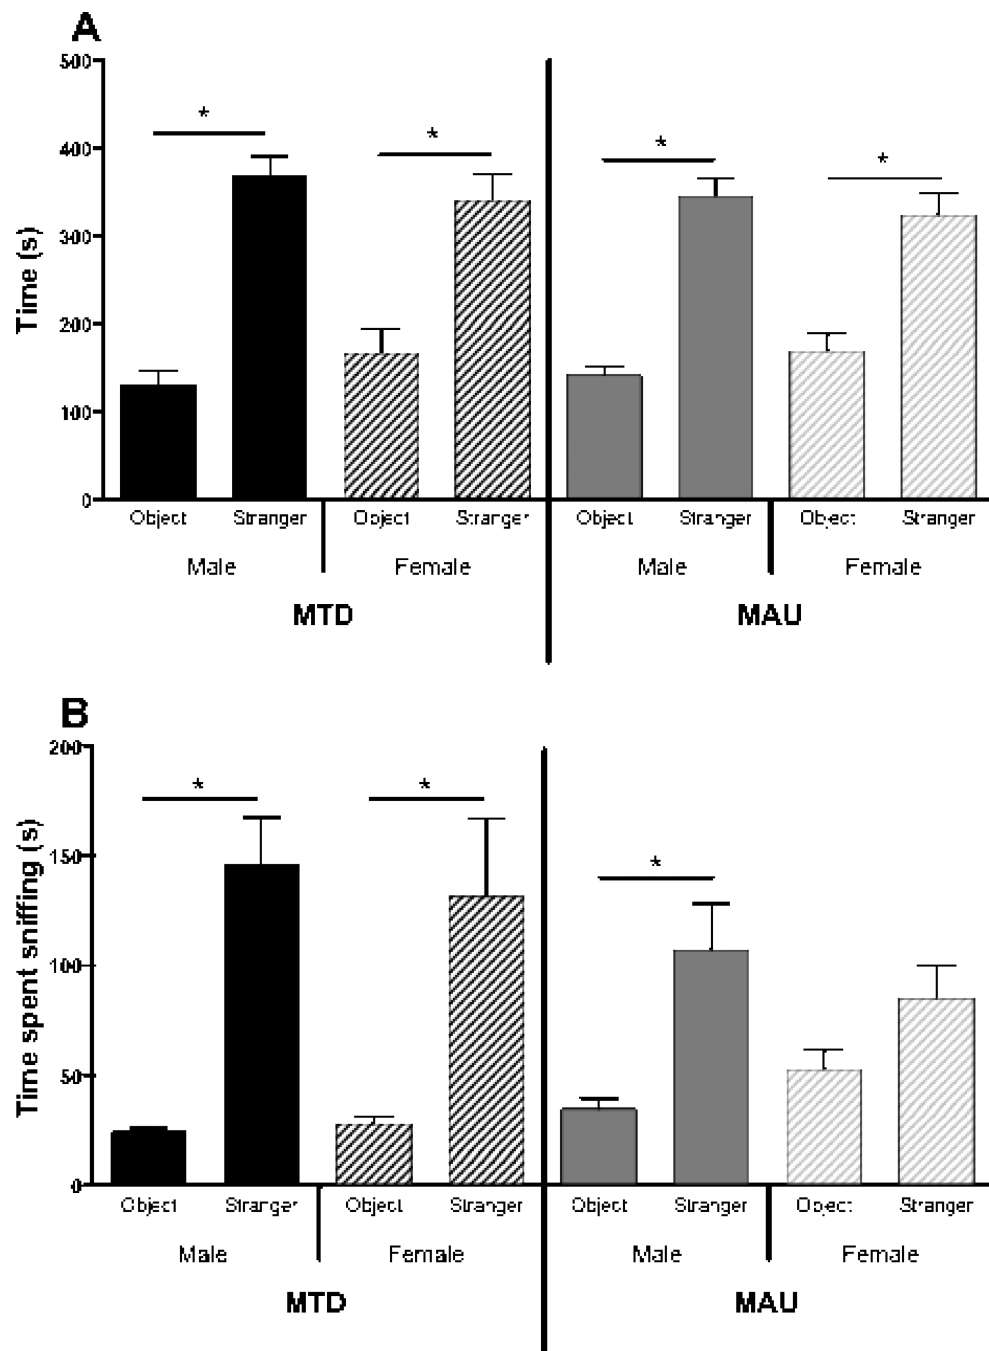 A
Time (s)
500
400
300
200
100
0
* * * *
Object Stranger Object Stranger Object Stranger Object Stranger
Male Female Male Female
MTD MAU
B
Time spent sniffing (s)
200
150
100
50
0
* * *
Object Stranger Object Stranger Object Stranger Object Stranger
Male Female Male Female
MTD MAU